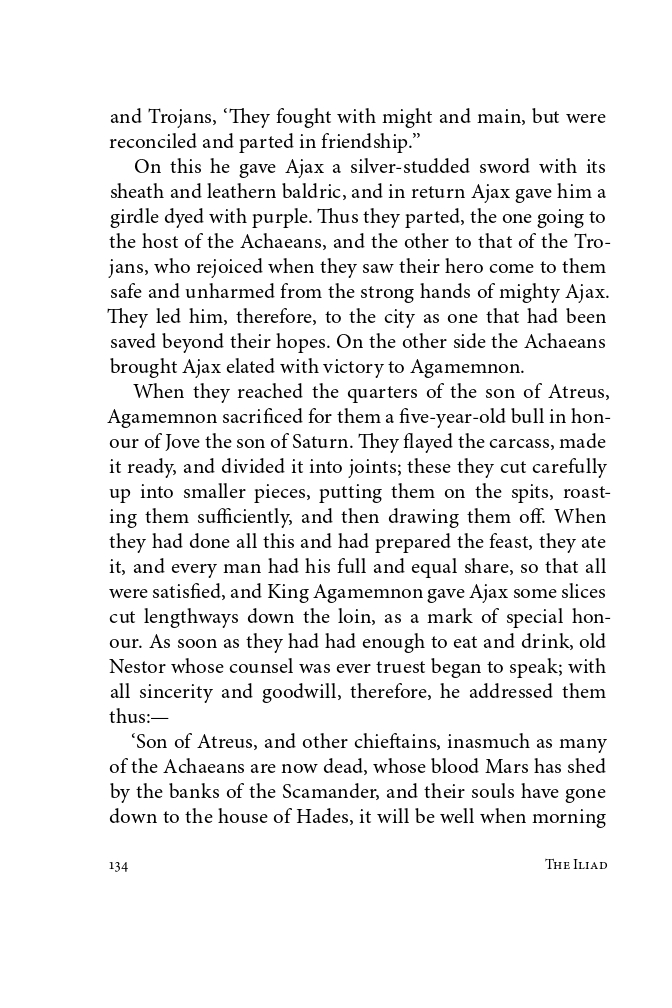 and Trojans, ‘They fought with might and main, but were
reconciled and parted in friendship.”
On this he gave Ajax a silver-studded sword with its
sheath and leathern baldric, and in return Ajax gave him a
girdle dyed with purple. Thus they parted, the one going to
the host of the Achaeans, and the other to that of the Tro-
jans, who rejoiced when they saw their hero come to them
safe and unharmed from the strong hands of mighty Ajax.
They led him, therefore, to the city as one that had been
saved beyond their hopes. On the other side the Achaeans
brought Ajax elated with victory to Agamemnon.
When they reached the quarters of the son of Atreus,
Agamemnon sacrificed for them a five-year-old bull in hon-
our of Jove the son of Saturn. They flayed the carcass, made
it ready, and divided it into joints; these they cut carefully
up into smaller pieces, putting them on the spits, roast-
ing them sufficiently, and then drawing them off. When
they had done all this and had prepared the feast, they ate
it, and every man had his full and equal share, so that all
were satisfied, and King Agamemnon gave Ajax some slices
cut lengthways down the loin, as a mark of special hon-
our. As soon as they had had enough to eat and drink, old
Nestor whose counsel was ever truest began to speak; with
all sincerity and goodwill, therefore, he addressed them
thus:—
‘Son of Atreus, and other chieftains, inasmuch as many
of the Achaeans are now dead, whose blood Mars has shed
by the banks of the Scamander, and their souls have gone
down to the house of Hades, it will be well when morning
134 The Iliad